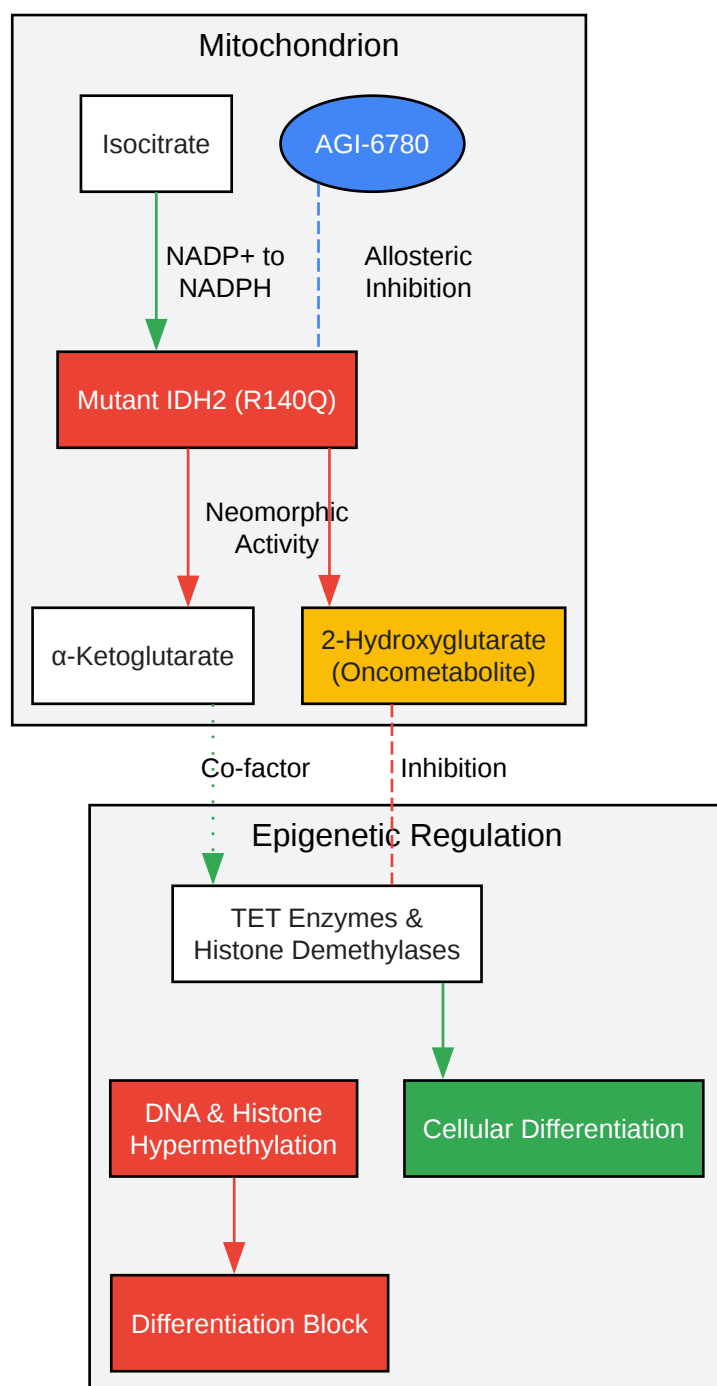 Mitochondrion
Isocitrate
AGI-6780
NADP+ to
NADPH
Allosteric
Inhibition
Mutant IDH2 (R140Q)
Neomorphic
Activity
α-Ketoglutarate
2-Hydroxyglutarate
(Oncometabolite)
Co-factor
Inhibition
Epigenetic Regulation
TET Enzymes &
Histone Demethylases
DNA & Histone
Hypermethylation
Cellular Differentiation
Differentiation Block